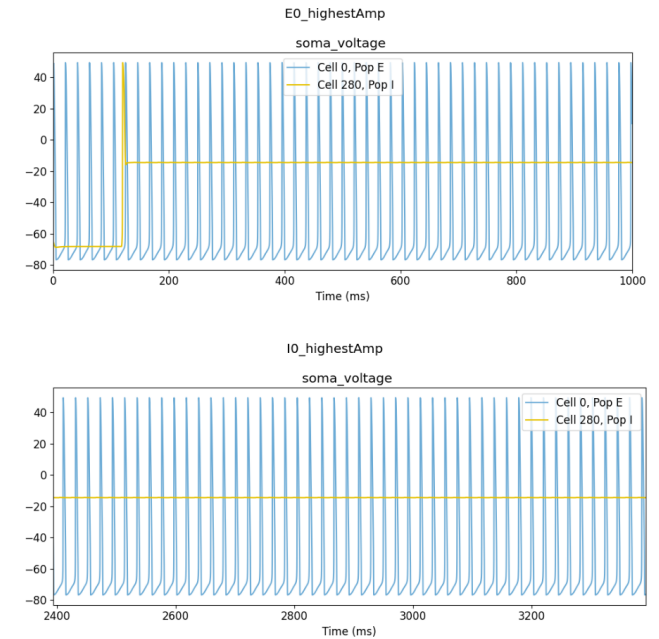 E0_highestAmp
soma_voltage
Cell 0, Pop E
Cell 280, Pop I
40
20
0
−20
−40
−60
−80
0 200 400 600 800 1000
Time (ms)
I0_highestAmp
soma_voltage
Cell 0, Pop E
Cell 280, Pop I
40
20
0
−20
−40
−60
−80
2400 2600 2800 3000 3200
Time (ms)